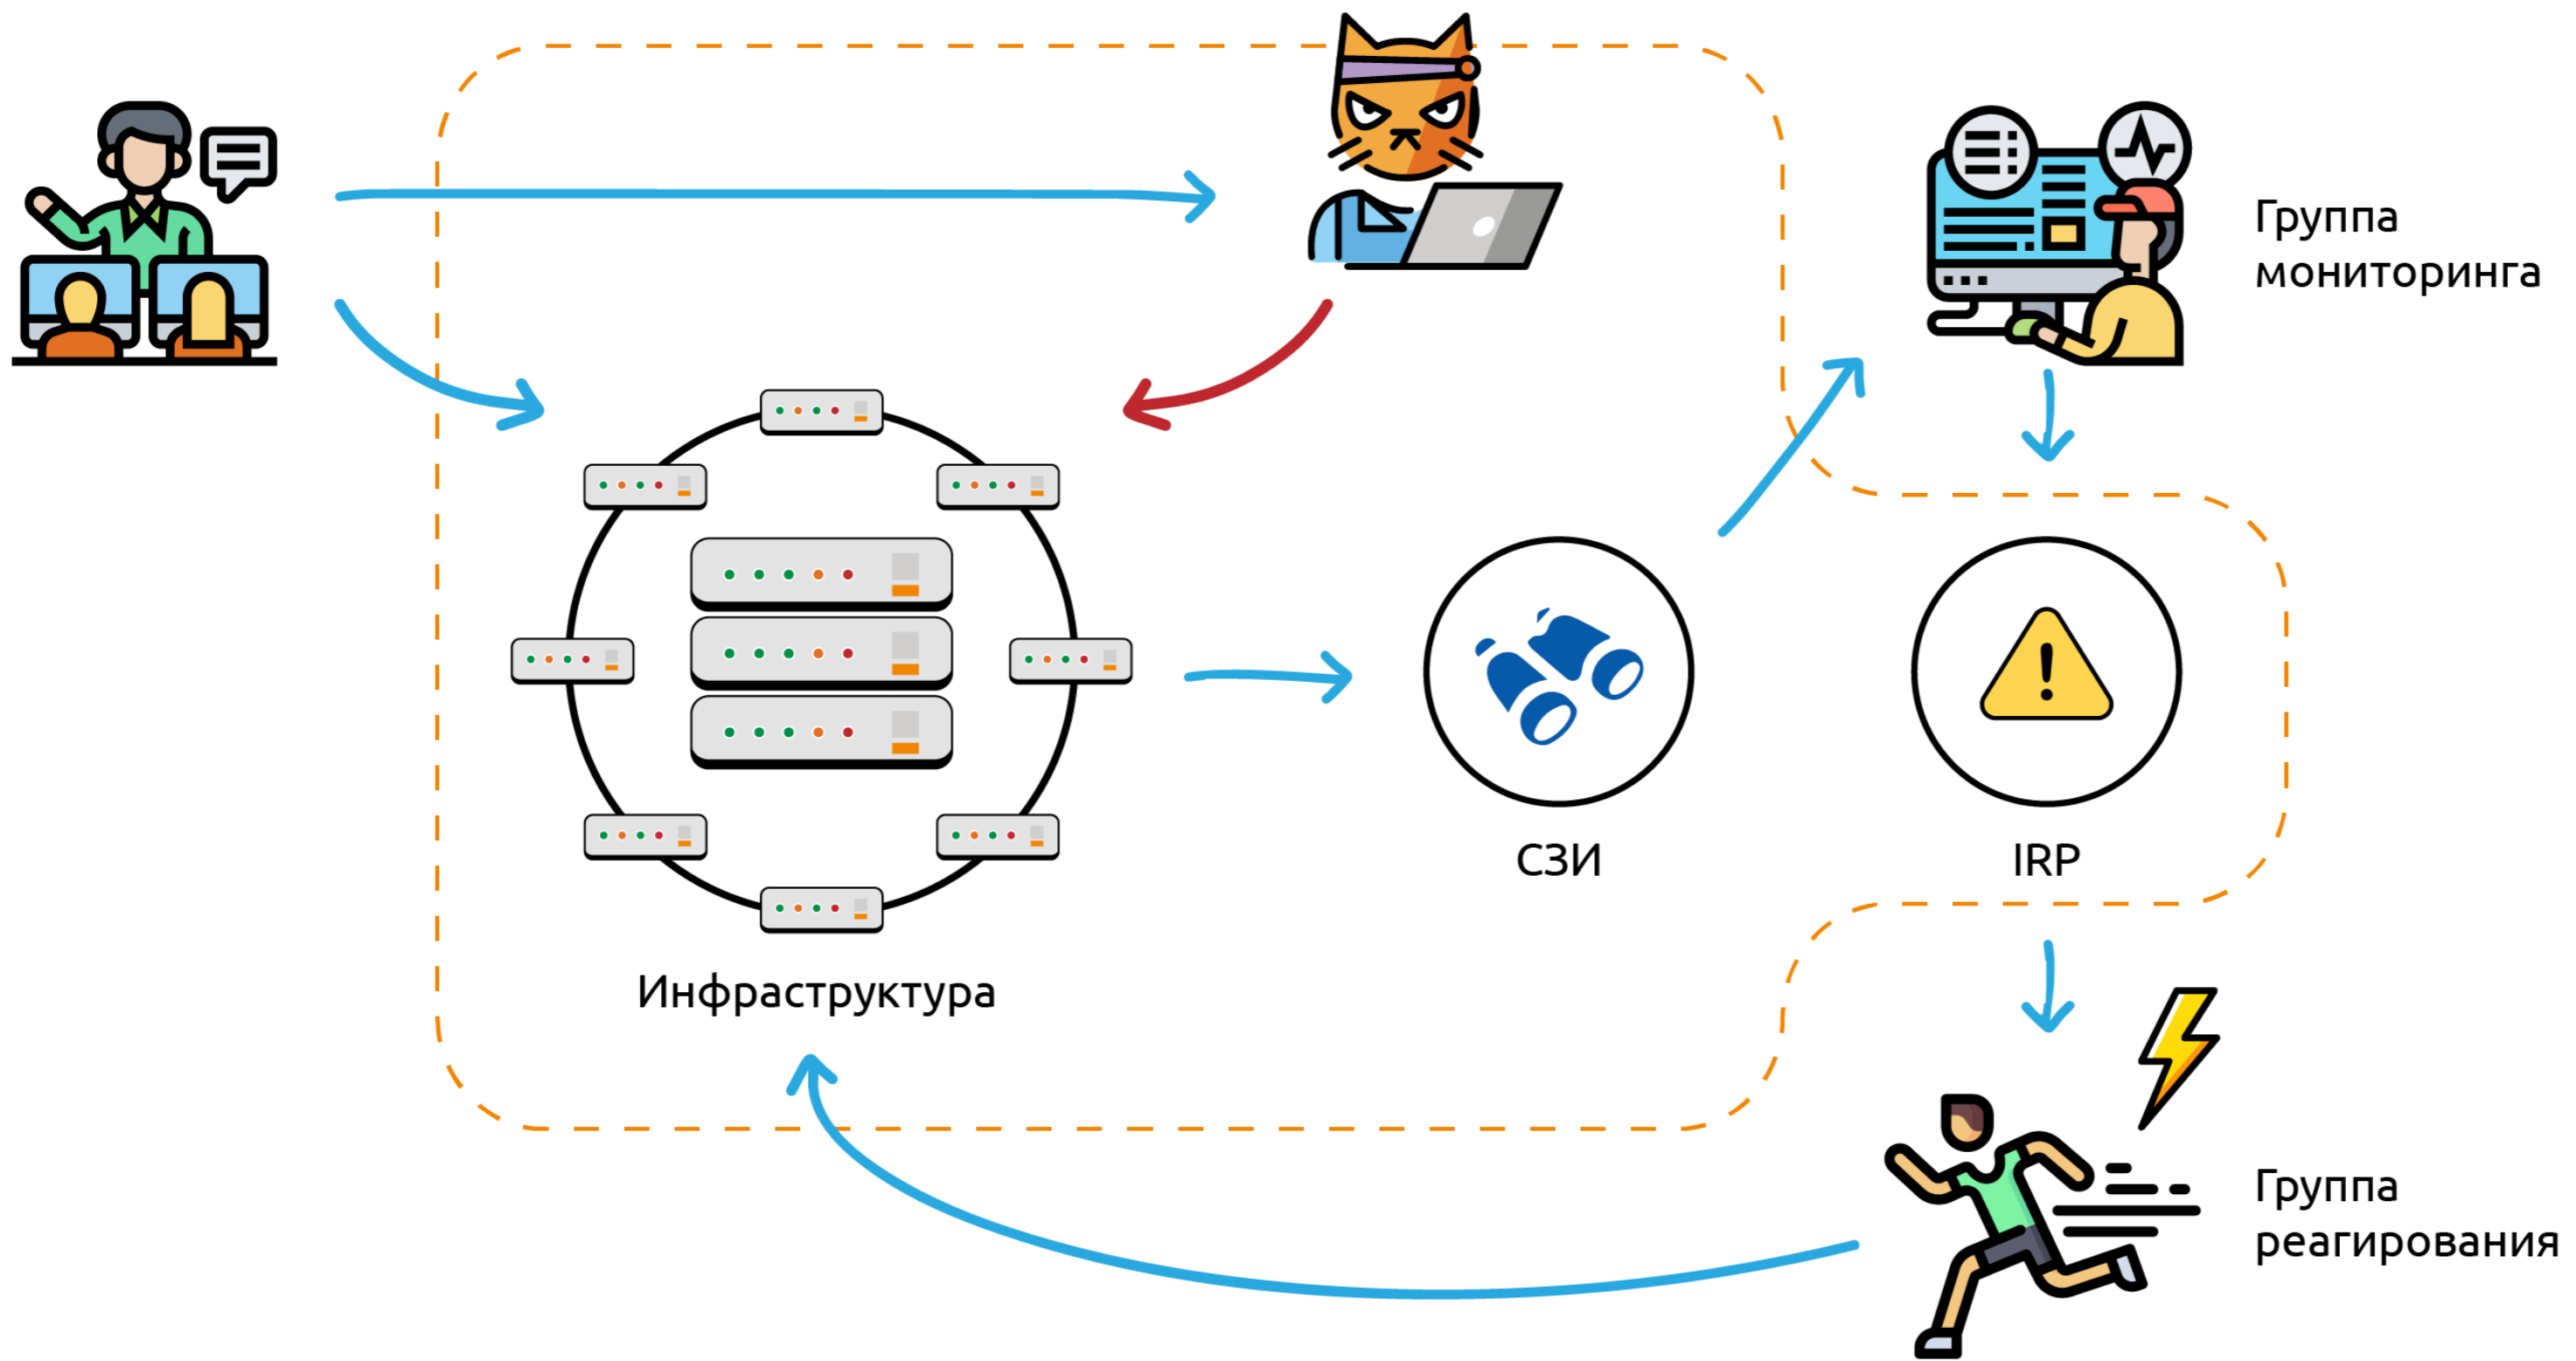 Группа
мониторинга
СЗИ
IRP
Инфраструктура
Группа
реагирования